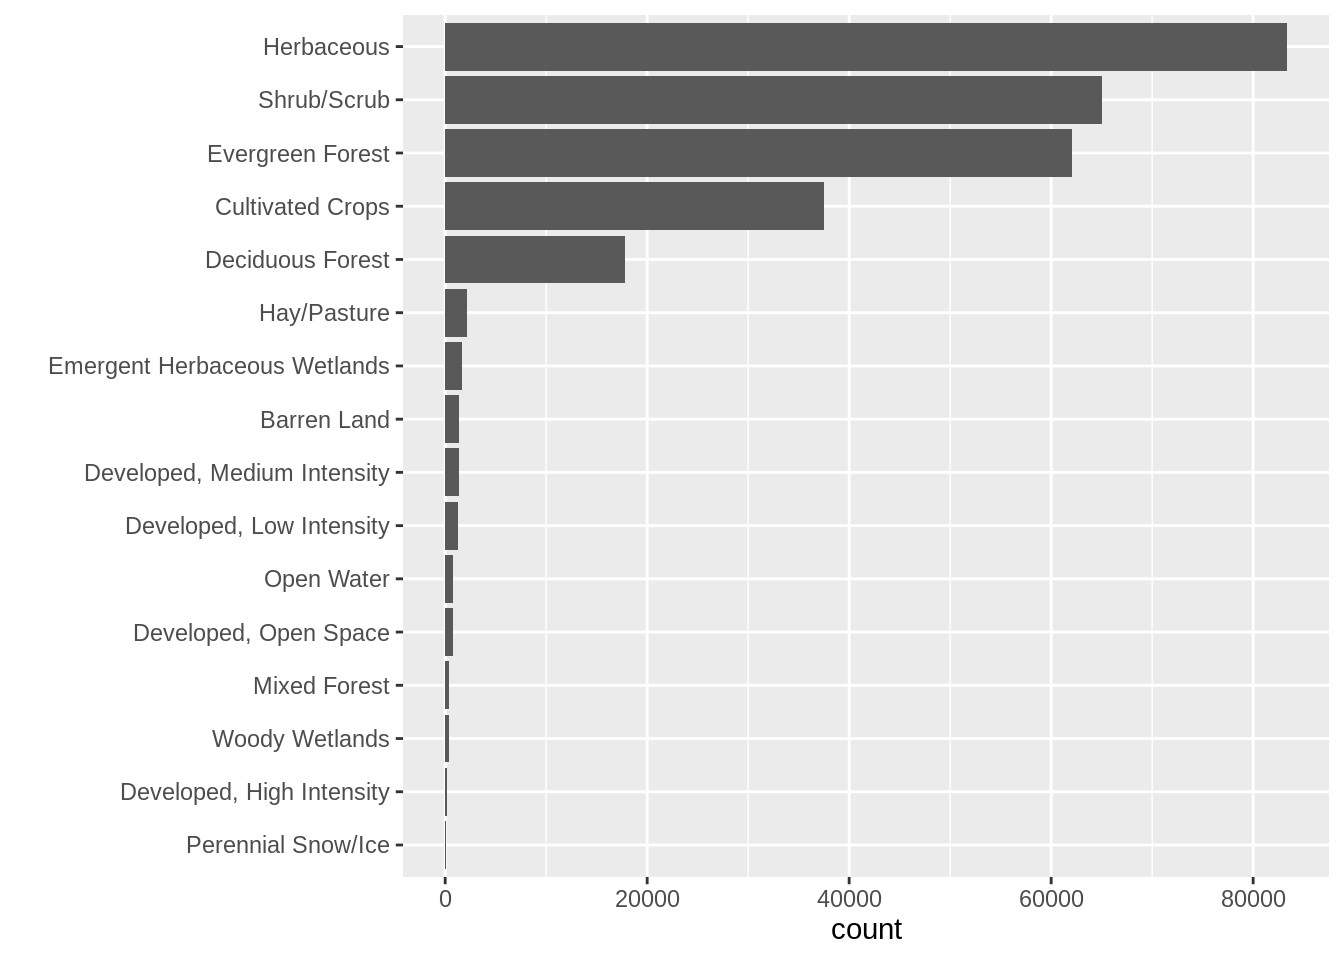 Herbaceous
Shrub/Scrub
Evergreen Forest
Cultivated Crops
Deciduous Forest
Hay/Pasture
Emergent Herbaceous Wetlands
Barren Land
Developed, Medium Intensity
Developed, Low Intensity
Open Water
Developed, Open Space
Mixed Forest
Woody Wetlands
Developed, High Intensity
Perennial Snow/Ice
0 20000 40000 60000 80000
count